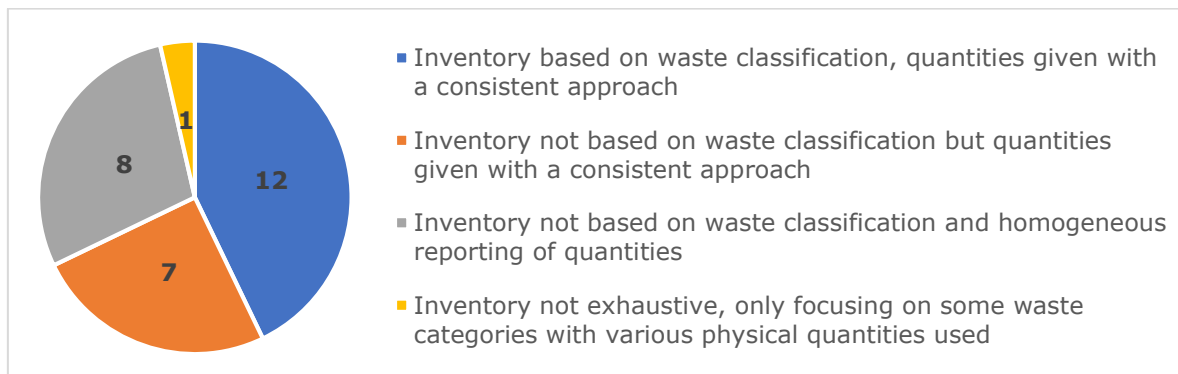 Inventory based on waste classification, quantities given with
a consistent approach
Inventory not based on waste classification but quantities
given with a consistent approach
Inventory not based on waste classification and homogeneous
reporting of quantities
Inventory not exhaustive, only focusing on some waste
categories with various physical quantities used
1
8
12
7